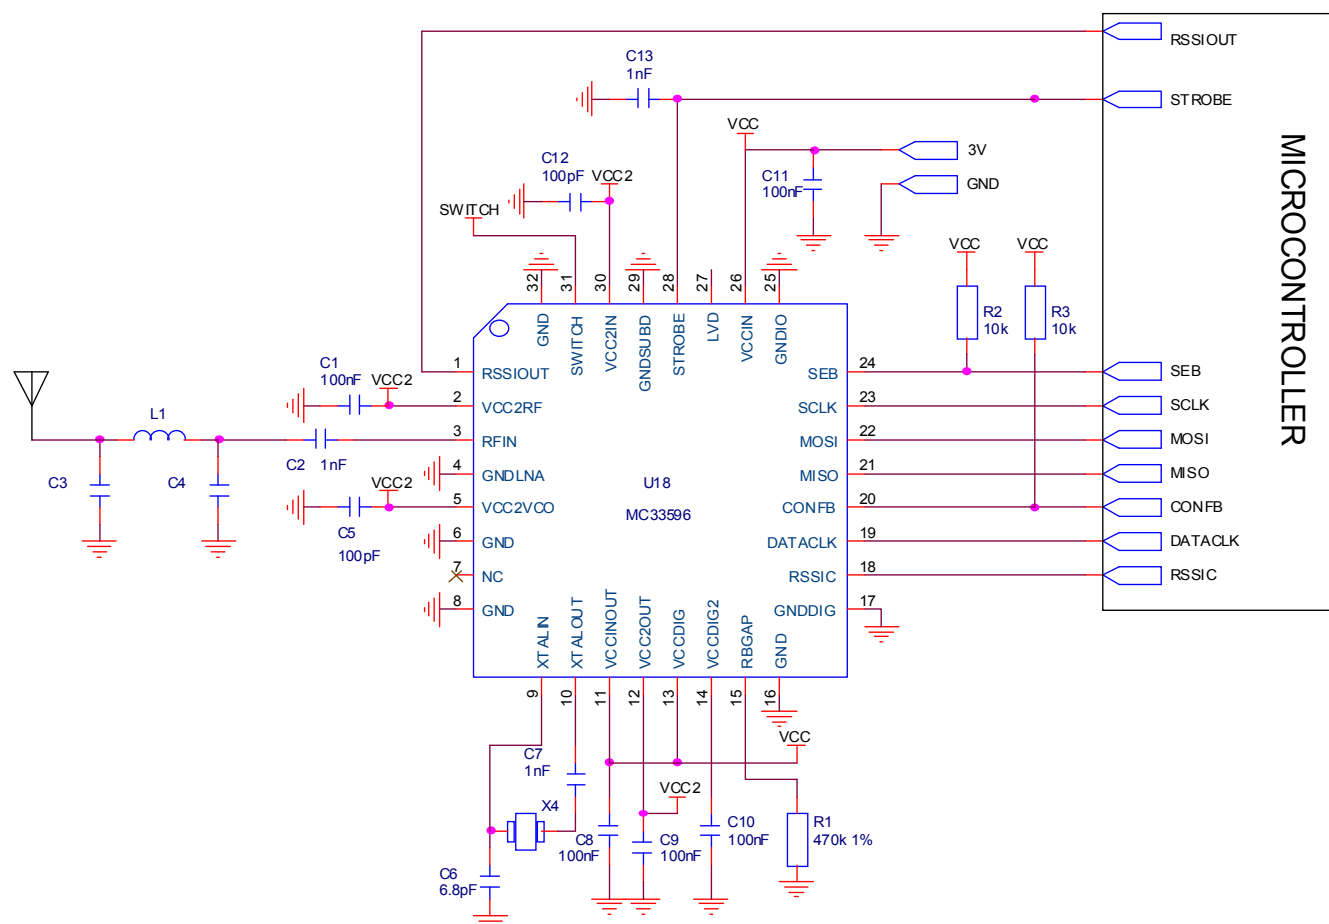 RSSIOUT
C13
1nF
STROBE
VCC
3V
C12
100pF
VCC2
C11
100nF
GND
SWITCH
VCC
VCC
32
31
30
29
28
27
26
25
R2
10k
R3
10k
GND
SWITCH
VCC2IN
GNDSUBD
STROBE
LVD
VCCIN
GNDIO
MICROCONTROLLER
C1
100nF
VCC2
1
RSSIOUT
SEB
24
SEB
2
VCC2RF
SCLK
23
SCLK
L1
3
RFIN
MOSI
22
MOSI
C2
1nF
C3
C4
4
GNDLNA
MISO
21
MISO
VCC2
U18
MC33596
5
VCC2VCO
CONFB
20
CONFB
C5
100pF
6
GND
DATACLK
19
DATACLK
7
NC
RSSIC
18
RSSIC
8
GND
GNDDIG
17
XTALIN
XTALOUT
VCCINOUT
VCC2OUT
VCCDIG
VCCDIG2
RBGAP
GND
9
10
11
12
13
14
15
16
VCC
C7
1nF
VCC2
X4
C8
100nF
C9
100nF
C10
100nF
R1
470k 1%
C6
6.8pF